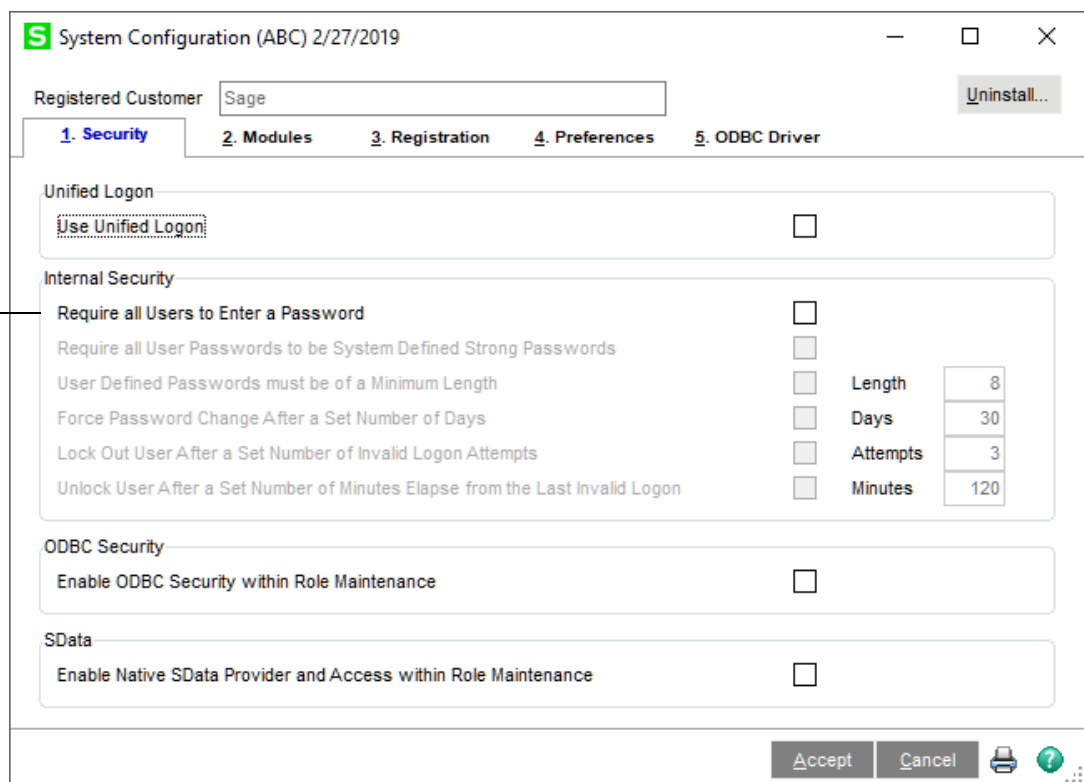 S System Configuration (ABC) 2/27/2019
Registered Customer Sage Uninstall...
1. Security 2. Modules 3. Registration 4. Preferences 5. ODBC Driver
Unified Logon
Use Unified Logon
Internal Security
Require all Users to Enter a Password
Require all User Passwords to be System Defined Strong Passwords
User Defined Passwords must be of a Minimum Length Length 8
Force Password Change After a Set Number of Days Days 30
Lock Out User After a Set Number of Invalid Logon Attempts Attempts 3
Unlock User After a Set Number of Minutes Elapse from the Last Invalid Logon Minutes 120
ODBC Security
Enable ODBC Security within Role Maintenance
SData
Enable Native SData Provider and Access within Role Maintenance
Accept Cancel ?